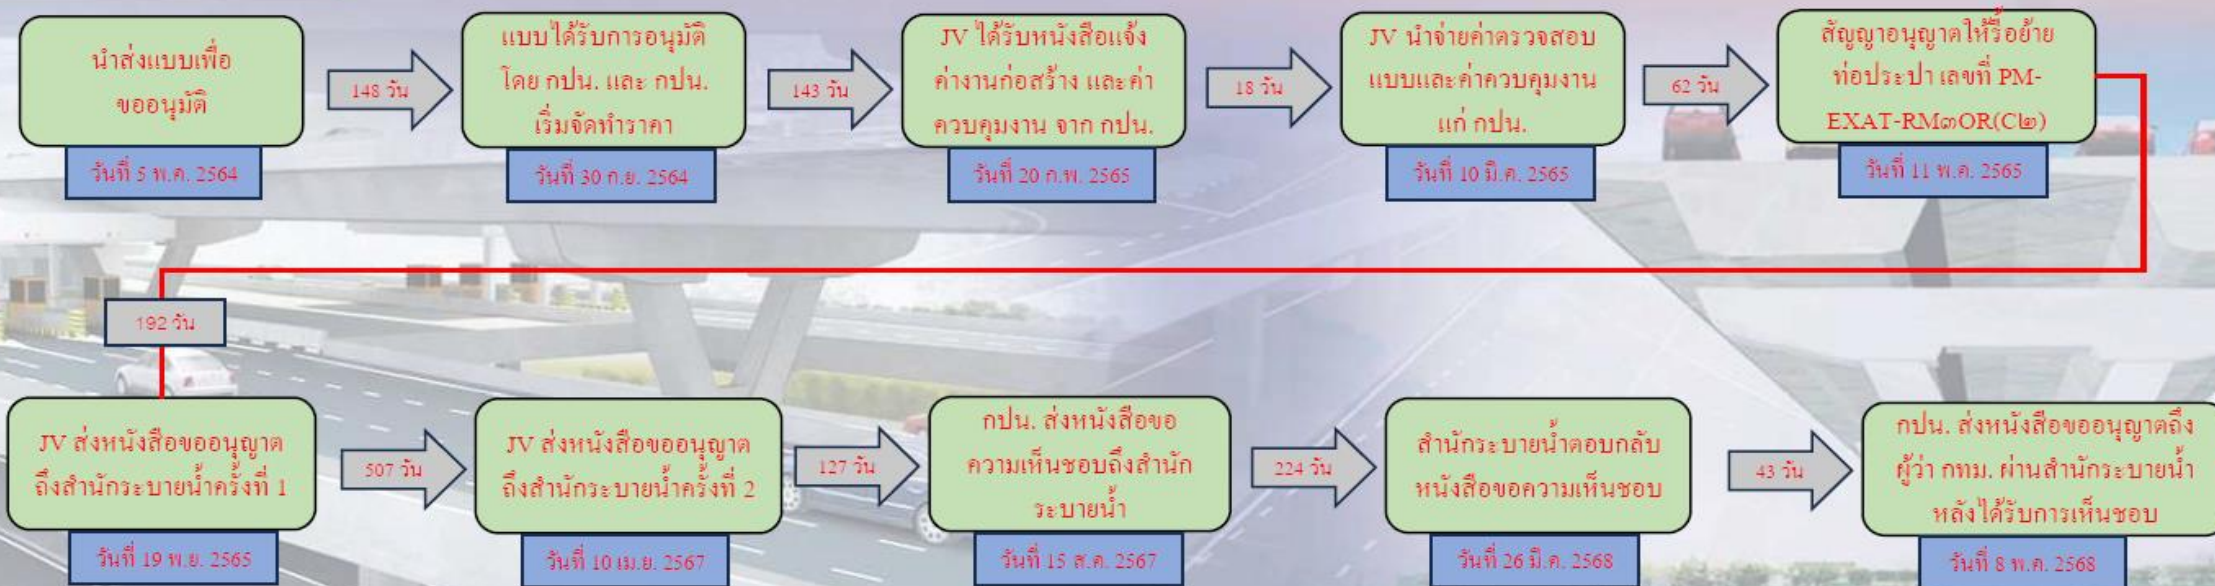 นำส่งแบบเพื่อ
ขออนุมัติ
วันที่ 5 พ.ค. 2564
148 วัน
แบบได้รับการอนุมัติ
โดย กปน. และ กปน.
เริ่มจัดทำราคา
วันที่ 30 ก.ย. 2564
143 วัน
JV ได้รับหนังสือแจ้ง
ค่างานก่อสร้าง และค่า
ควบคุมงาน จาก กปน.
วันที่ 20 ก.พ. 2565
18 วัน
JV นำจ่ายค่าตรวจสอบ
แบบและค่าควบคุมงาน
แก่ กปน.
วันที่ 10 มี.ค. 2565
62 วัน
สัญญาอนุญาตให้รื้อย้าย
ท่อประปา เลขที่ PM-
EXAT-RM๓OR(C๒)
วันที่ 11 พ.ค. 2565
192 วัน
JV ส่งหนังสือขออนุญาต
ถึงสำนักระบายน้ำครั้งที่ 1
วันที่ 19 พ.ย. 2565
507 วัน
JV ส่งหนังสือขออนุญาต
ถึงสำนักระบายน้ำครั้งที่ 2
วันที่ 10 เม.ย. 2567
127 วัน
กปน. ส่งหนังสือขอ
ความเห็นชอบถึงสำนัก
ระบายน้ำ
วันที่ 15 ส.ค. 2567
224 วัน
สำนักระบายน้ำตอบกลับ
หนังสือขอความเห็นชอบ
วันที่ 26 มี.ค. 2568
43 วัน
กปน. ส่งหนังสือขออนุญาตถึง
ผู้ว่า กทม. ผ่านสำนักระบายน้ำ
หลังได้รับการเห็นชอบ
วันที่ 8 พ.ค. 2568